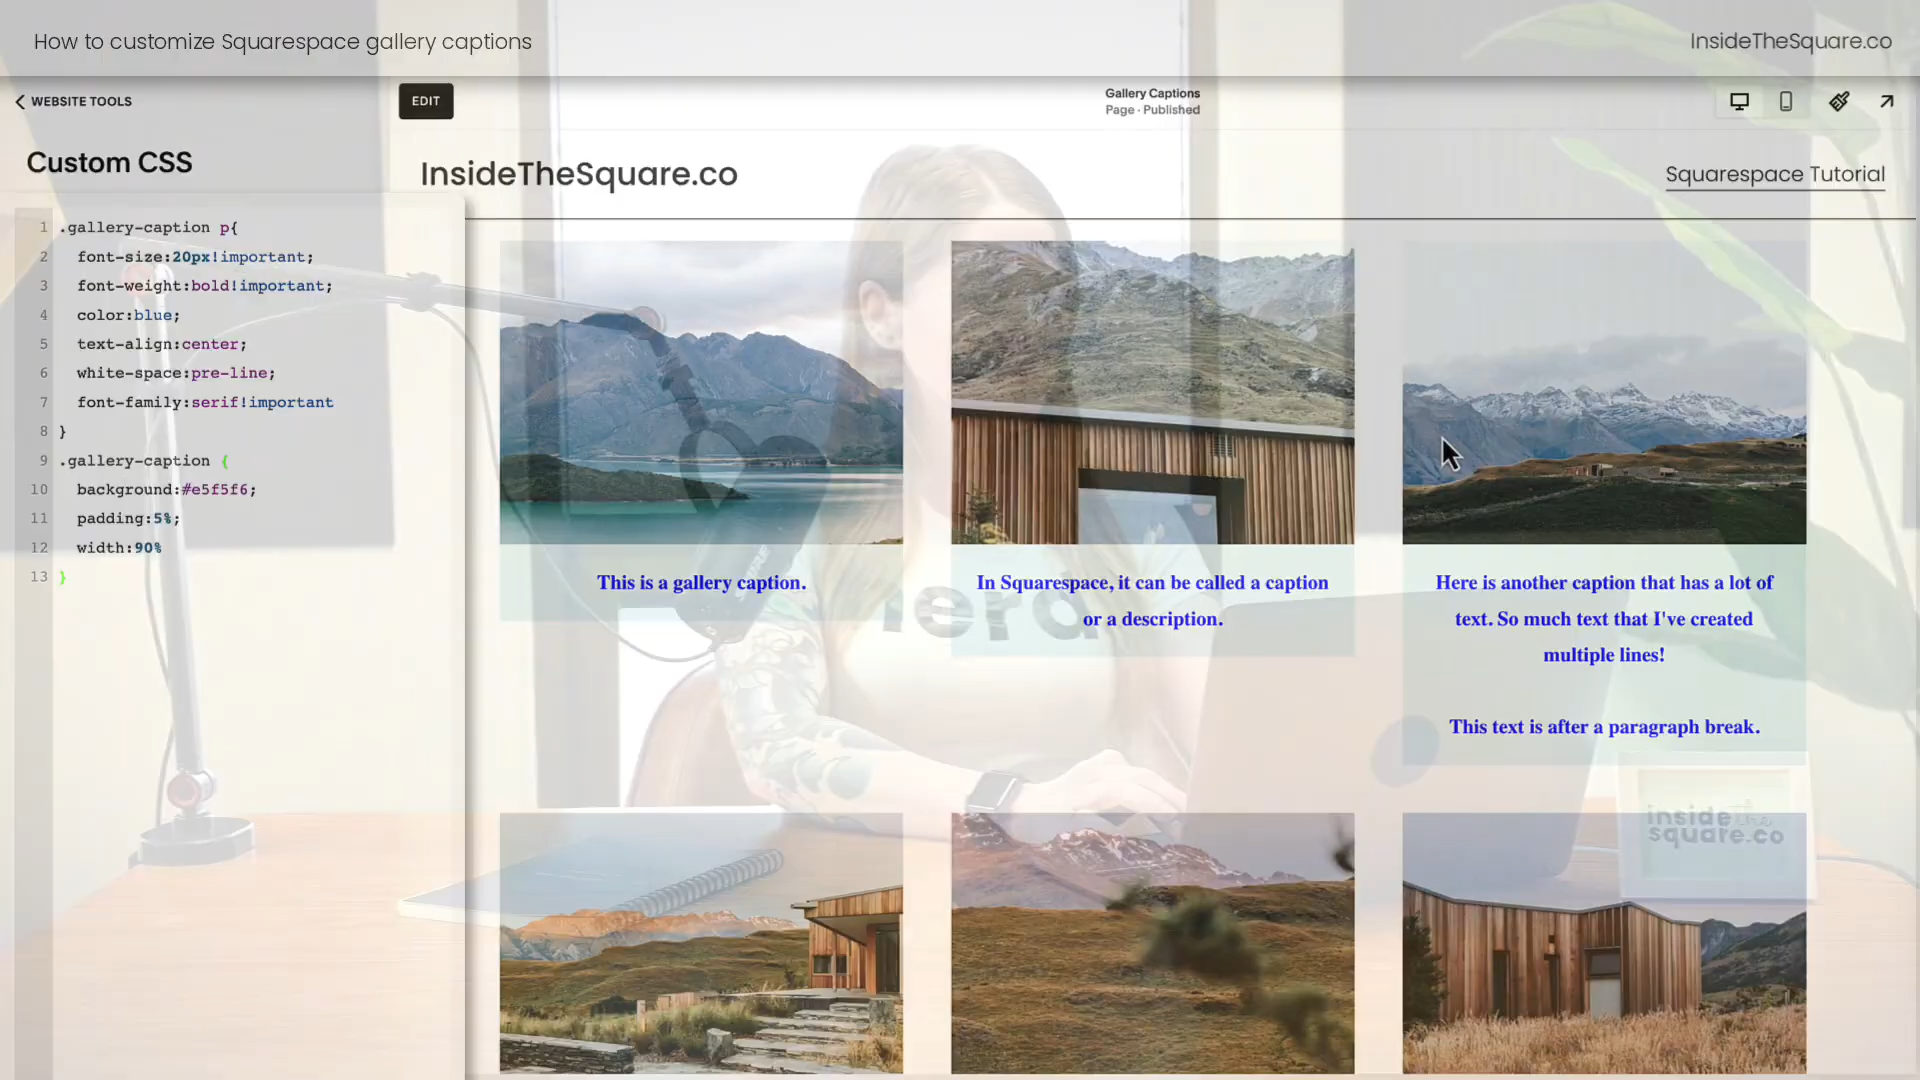 How to customize Squarespace gallery captions
InsideTheSquare.co
WEBSITE TOOLS
EDIT
Gallery Captions
Page · Published
Custom CSS
InsideTheSquare.co
Squarespace Tutorial
1 .gallery-caption p{
2 font-size:20px!important;
3 font-weight:bold!important;
4 color:blue;
5 text-align:center;
6 white-space:pre-line;
7 font-family:serif!important
8 }
9 .gallery-caption {
10 background:#e5f5f6;
11 padding:5%;
12 width:90%
13 }
This is a gallery caption.
In Squarespace, it can be called a caption
or a description.
Here is another caption that has a lot of
text. So much text that I've created
multiple lines!
This text is after a paragraph break.
nerd
inside the
square.co